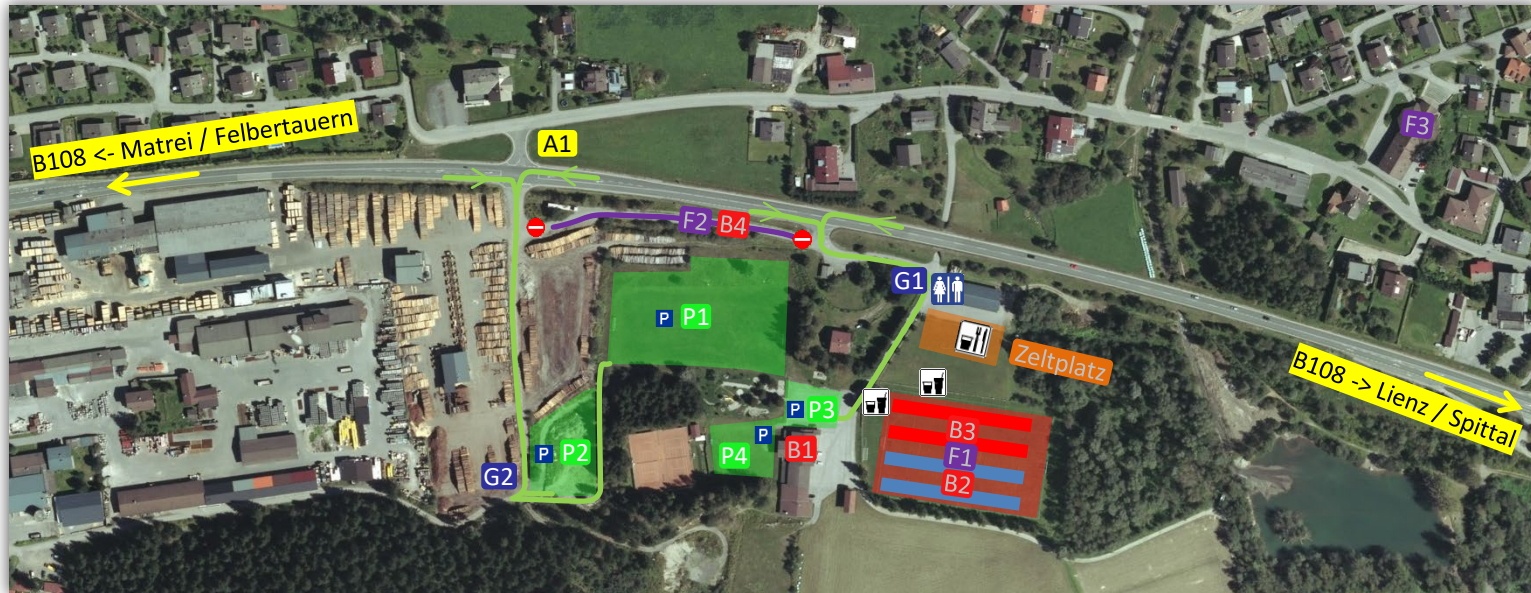 B108 <- Matrei / Felbertauern
A1
F3
F2 B4
G1
P P1
Zeltplatz
B108 -> Lienz / Spittal
P P3
B3
P P2
P
P4
B1
F1
G2
B2